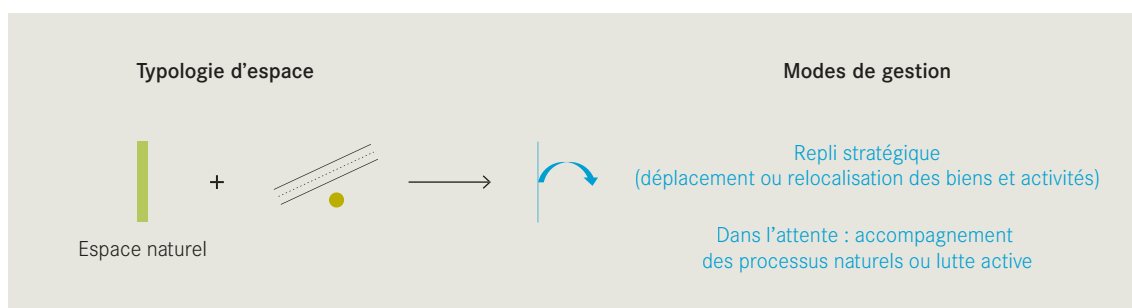 Typologie d'espace
Modes de gestion
+
Espace naturel
Repli stratégique
(déplacement ou relocalisation des biens et activités)
Dans l'attente : accompagnement
des processus naturels ou lutte active